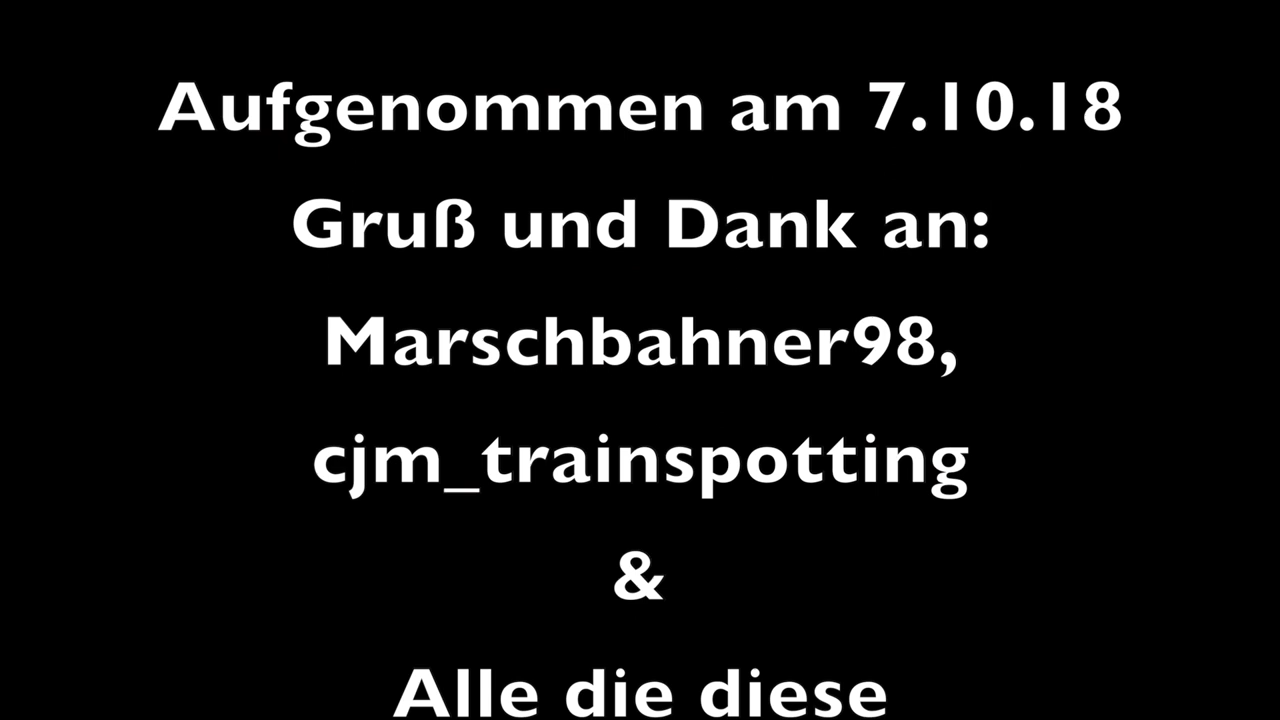 Aufgenommen am 7.10.18
Gruß und Dank an:
Marschbahner98,
cjm_trainspotting
&
Alle die diese